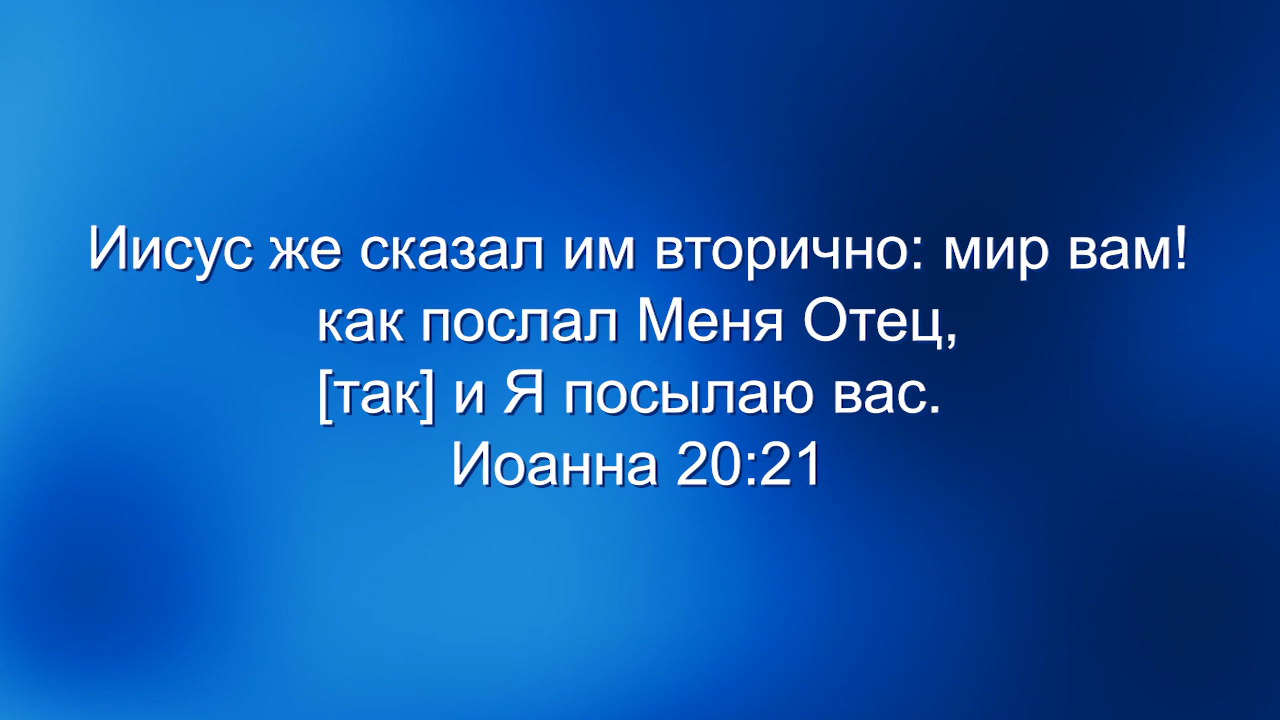 Иисус же сказал им вторично: мир вам!
как послал Меня Отец,
[так] и Я посылаю вас.
Иоанна 20:21